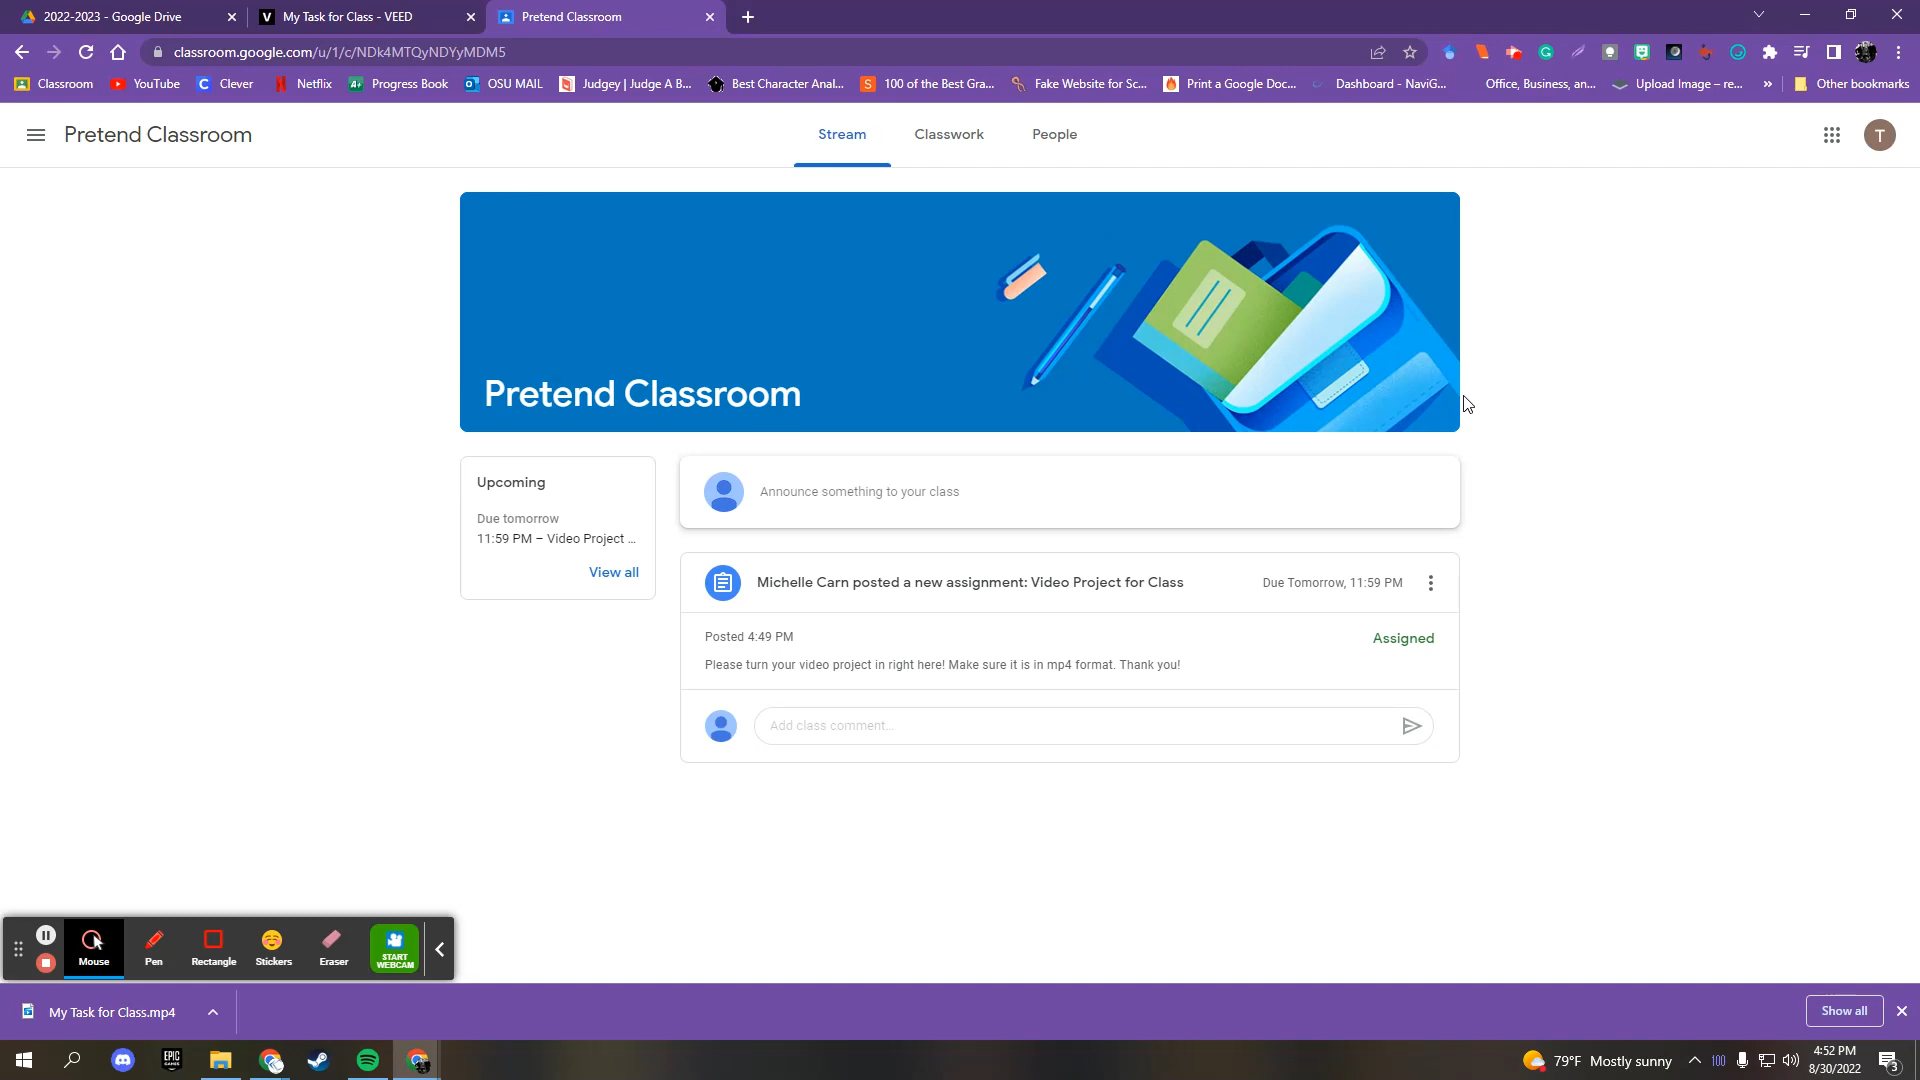 2022-2023 - Google Drive
My Task for Class - VEED
Pretend Classroom
classroom.google.com/u/1/c/NDk4MTQyNDYyMDM5
Classroom
YouTube
Clever
Netflix
Progress Book
OSU MAIL
Judgey | Judge A B...
Best Character Anal...
100 of the Best Gra...
Fake Website for Sc...
Print a Google Doc...
Dashboard - NaviG...
Office, Business, an...
Upload Image – re...
Other bookmarks
Pretend Classroom
Stream
Classwork
People
T
Pretend Classroom
Upcoming
Due tomorrow
11:59 PM – Video Project ...
View all
Announce something to your class
Michelle Carn posted a new assignment: Video Project for Class
Due Tomorrow, 11:59 PM
Posted 4:49 PM
Assigned
Please turn your video project in right here! Make sure it is in mp4 format. Thank you!
Add class comment...
Mouse
Pen
Rectangle
Stickers
Eraser
START
WEBCAM
My Task for Class.mp4
Show all
EPIC
GAMES
79°F Mostly sunny
100
4:52 PM
8/30/2022
3